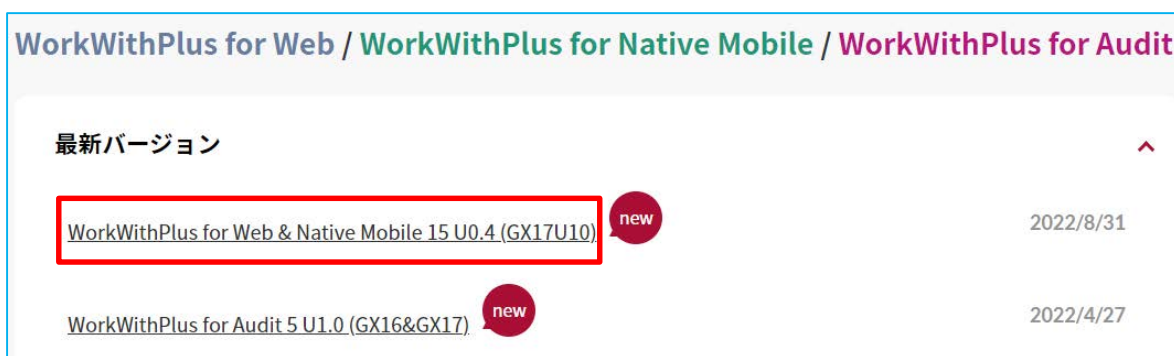 WorkWithPlus for Web / WorkWithPlus for Native Mobile / WorkWithPlus for Audit
最新バージョン
WorkWithPlus for Web & Native Mobile 15 U0.4 (GX17U10) new 2022/8/31
WorkWithPlus for Audit 5 U1.0 (GX16&GX17) new 2022/4/27